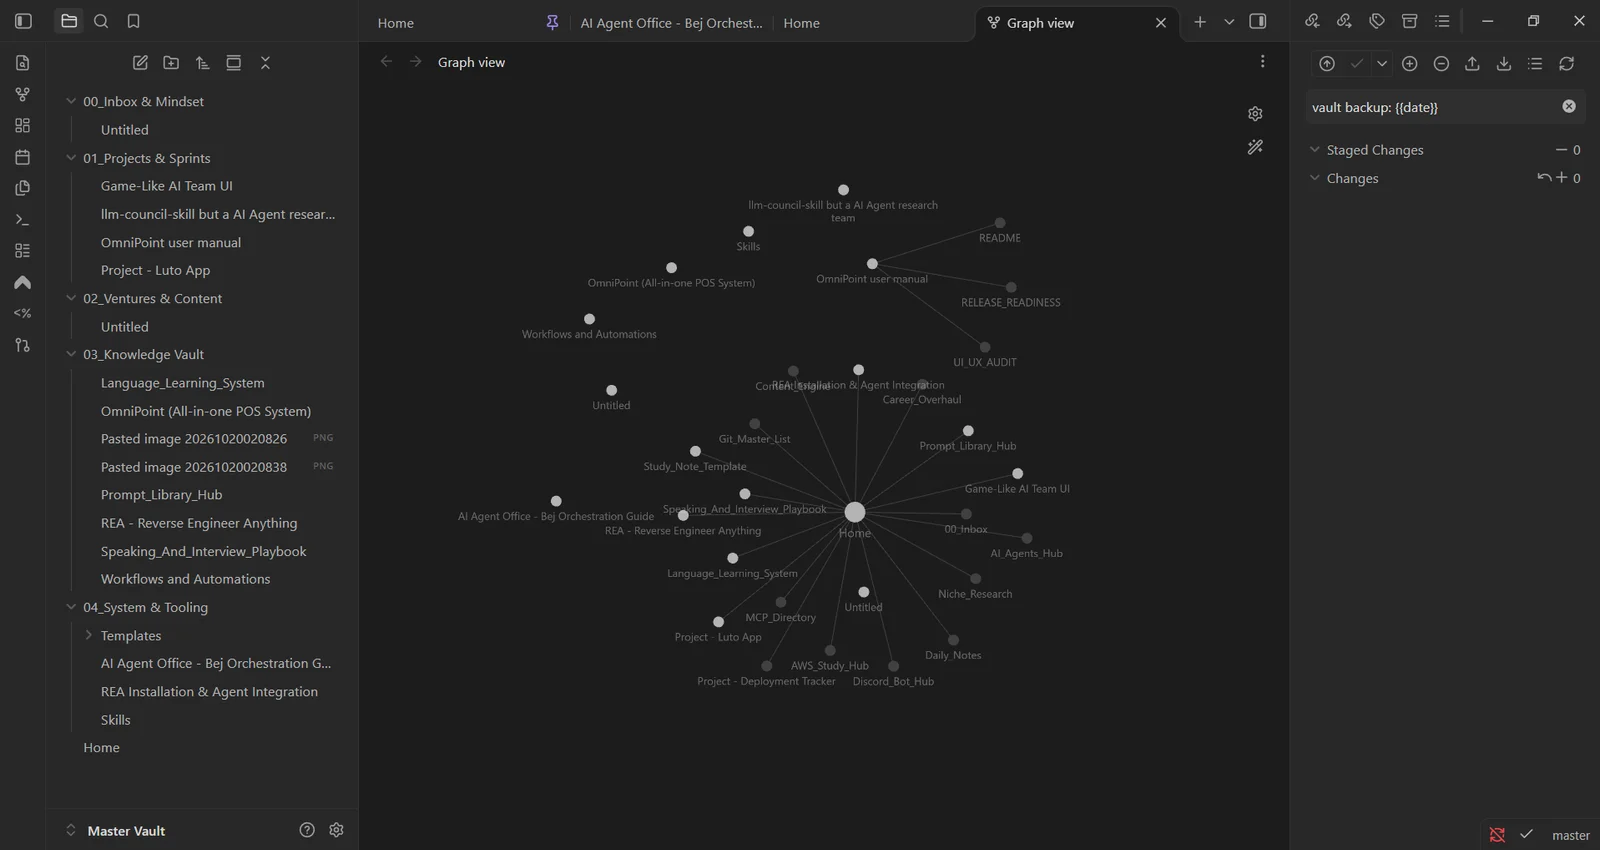 Home
AI Agent Office - Bej Orchest...
Home
Graph view
Graph view
00_Inbox & Mindset
Untitled
01_Projects & Sprints
Game-Like AI Team UI
llm-council-skill but a AI Agent resear...
OmniPoint user manual
Project - Luto App
02_Ventures & Content
Untitled
03_Knowledge Vault
Language_Learning_System
OmniPoint (All-in-one POS System)
Pasted image 20261020020826 PNG
Pasted image 20261020020838 PNG
Prompt_Library_Hub
REA - Reverse Engineer Anything
Speaking_And_Interview_Playbook
Workflows and Automations
04_System & Tooling
Templates
AI Agent Office - Bej Orchestration G...
REA Installation & Agent Integration
Skills
Home
Master Vault
llm-council-skill but a AI Agent research
team
Skills
README
OmniPoint (All-in-one POS System)
OmniPoint user manual
RELEASE_READINESS
Workflows and Automations
UI_UX_AUDIT
Content_Engine
REA Installation & Agent Integration
Career_Overhaul
Untitled
Git_Master_List
Prompt_Library_Hub
Study_Note_Template
Game-Like AI Team UI
Speaking_And_Interview_Playbook
AI Agent Office - Bej Orchestration Guide
REA - Reverse Engineer Anything
Home
00_Inbox
AI_Agents_Hub
Language_Learning_System
Niche_Research
Untitled
MCP_Directory
Project - Luto App
Daily_Notes
AWS_Study_Hub
Project - Deployment Tracker
Discord_Bot_Hub
vault backup: {{date}}
Staged Changes 0
Changes 0
master